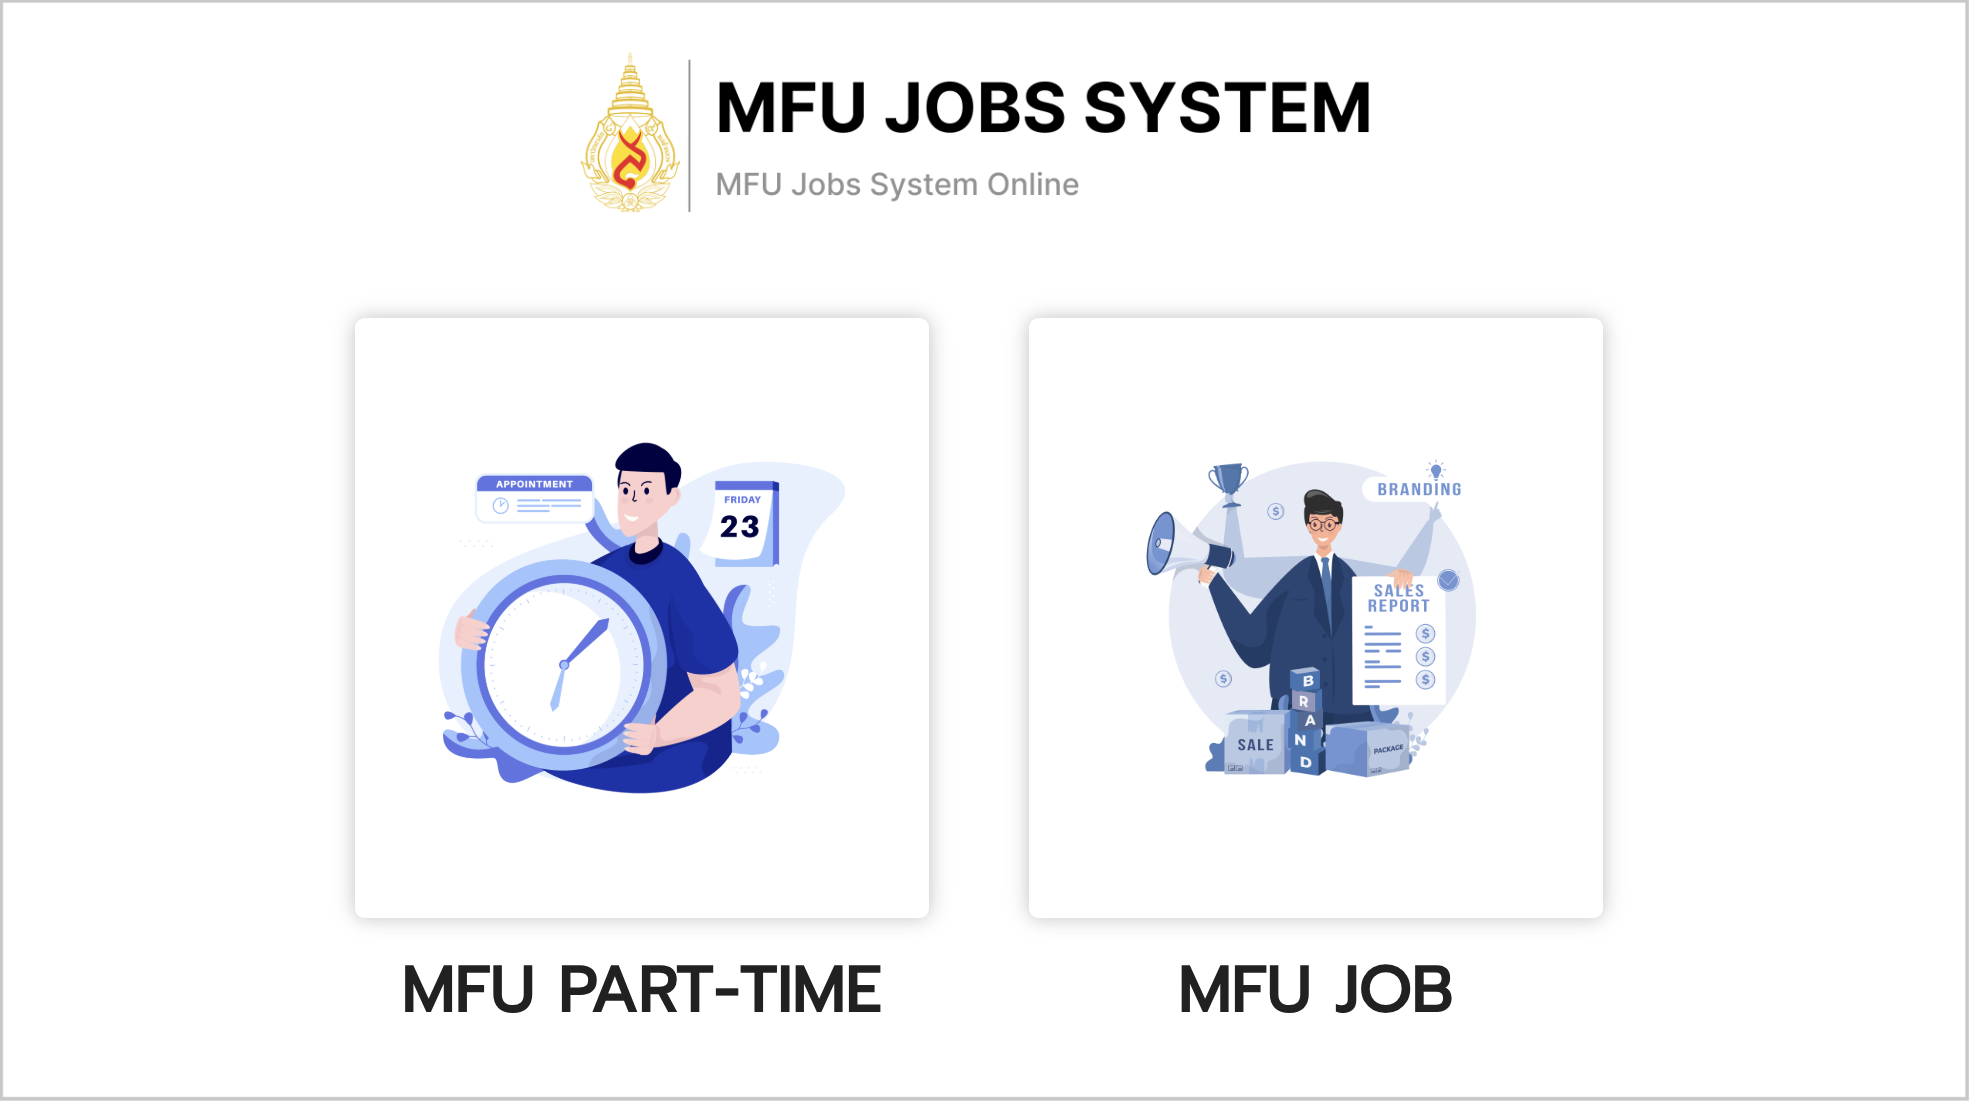 MFU JOBS SYSTEM
MFU Jobs System Online
APPOINTMENT
FRIDAY
23
BRANDING
SALES
REPORT
$
$
$
$
$
B
R
A
N
D
SALE
PACKAGE
MFU PART-TIME
MFU JOB